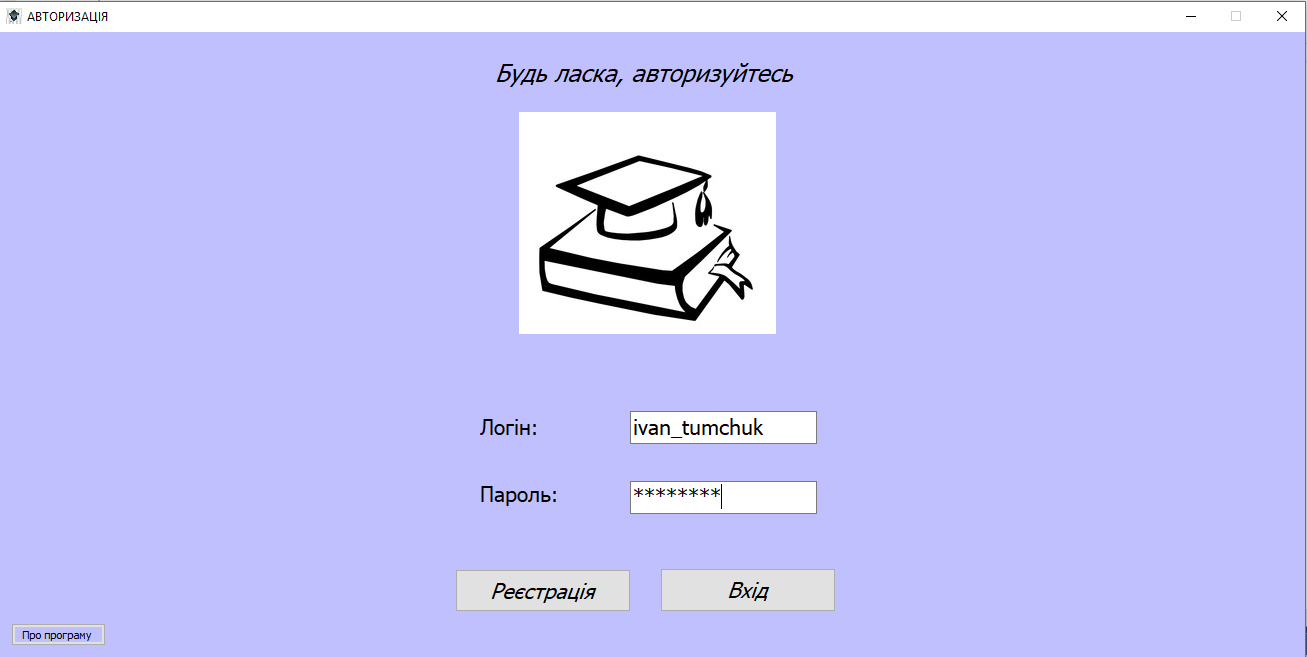 АВТОРИЗАЦІЯ
Будь ласка, авторизуйтесь
Логін: ivan_tumchuk
Пароль: ********
Реєстрація Вхід
Про програму